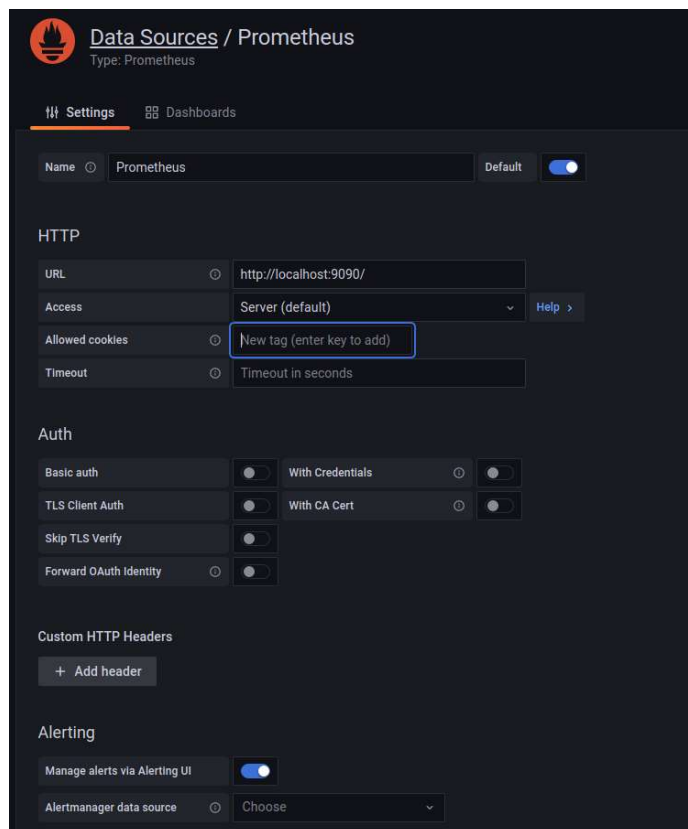 Data Sources / Prometheus
Type: Prometheus
Settings Dashboards
Name Prometheus Default
HTTP
URL http://localhost:9090/
Access Server (default) Help >
Allowed cookies New tag (enter key to add)
Timeout Timeout in seconds
Auth
Basic auth With Credentials
TLS Client Auth With CA Cert
Skip TLS Verify
Forward OAuth Identity
Custom HTTP Headers
+ Add header
Alerting
Manage alerts via Alerting UI
Alertmanager data source Choose